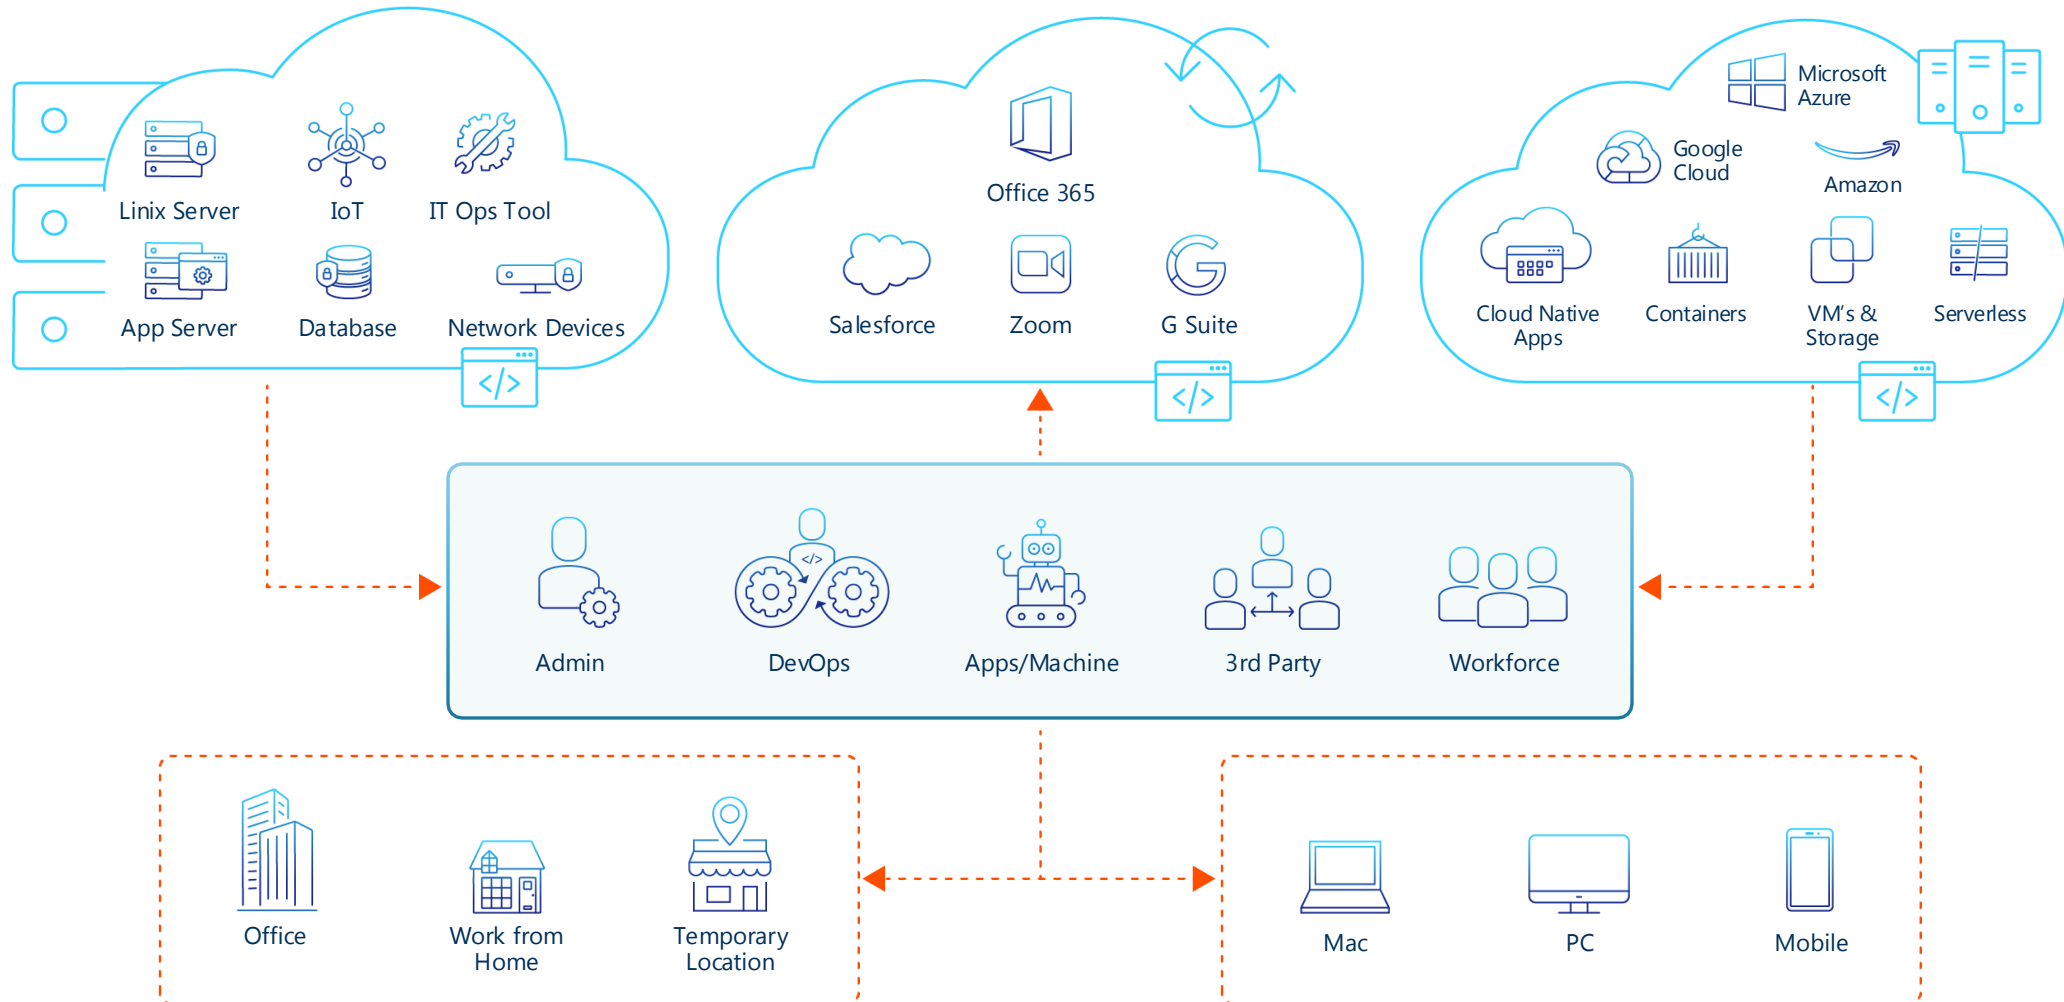 Linix Server
IoT
IT Ops Tool
App Server
Database
Network Devices
</>
Office 365
Salesforce
Zoom
G Suite
</>
Microsoft
Azure
Google
Cloud
Amazon
Cloud Native
Apps
Containers
VM's &
Storage
Serverless
</>
</>
Admin
DevOps
Apps/Machine
3rd Party
Workforce
Office
Work from
Home
Temporary
Location
Mac
PC
Mobile